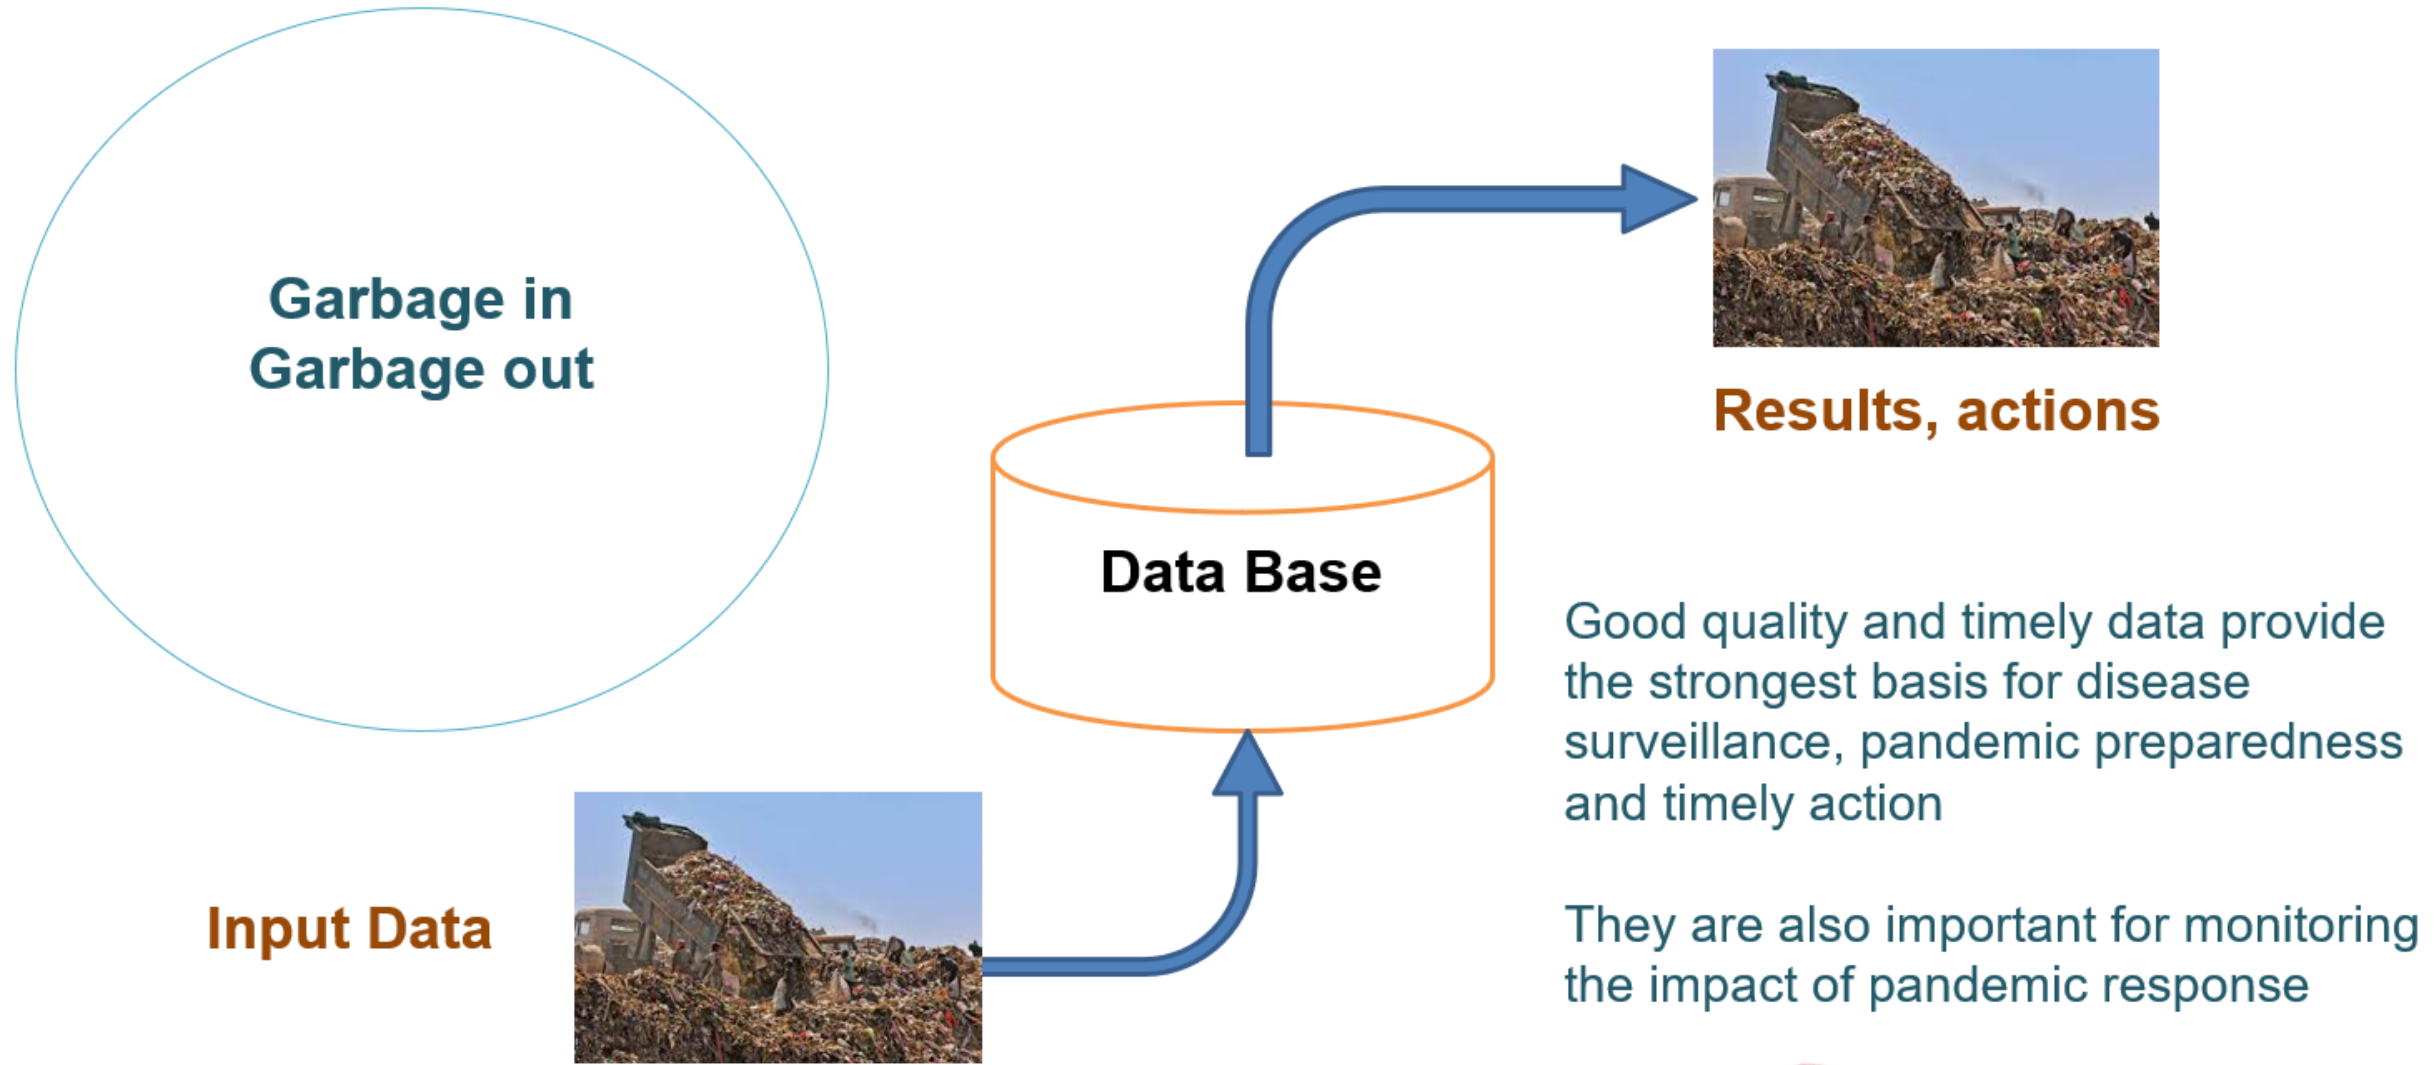 Garbage in
Garbage out
Results, actions
Data Base
Good quality and timely data provide
the strongest basis for disease
surveillance, pandemic preparedness
and timely action
They are also important for monitoring
the impact of pandemic response
Input Data